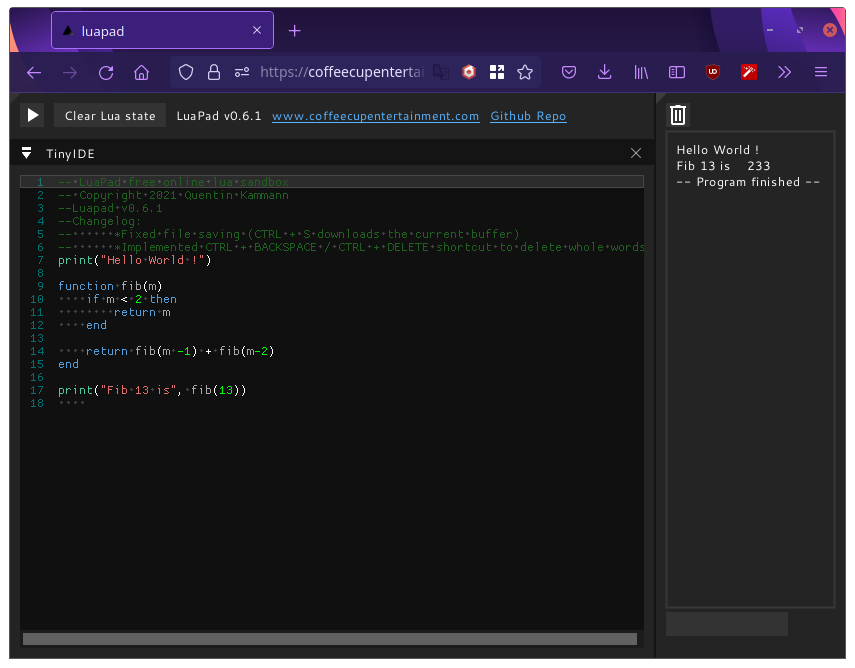 luapad
https://coffeecupentertai
Clear Lua state LuaPad v0.6.1 www.coffeecupentertainment.com Github Repo
TinyIDE
1 -- LuaPad free online lua sandbox
2 -- Copyright 2021 Quentin Kammann
3 --Luapad v0.6.1
4 --Changelog:
5 -- *Fixed file saving (CTRL + S downloads the current buffer)
6 -- *Implemented CTRL + BACKSPACE / CTRL + DELETE shortcut to delete whole words
7 print("Hello World !")
8
9 function fib(m)
10 if m < 2 then
11 return m
12 end
13
14 return fib(m -1) + fib(m-2)
15 end
16
17 print("Fib 13 is", fib(13))
18
Hello World !
Fib 13 is 233
-- Program finished --